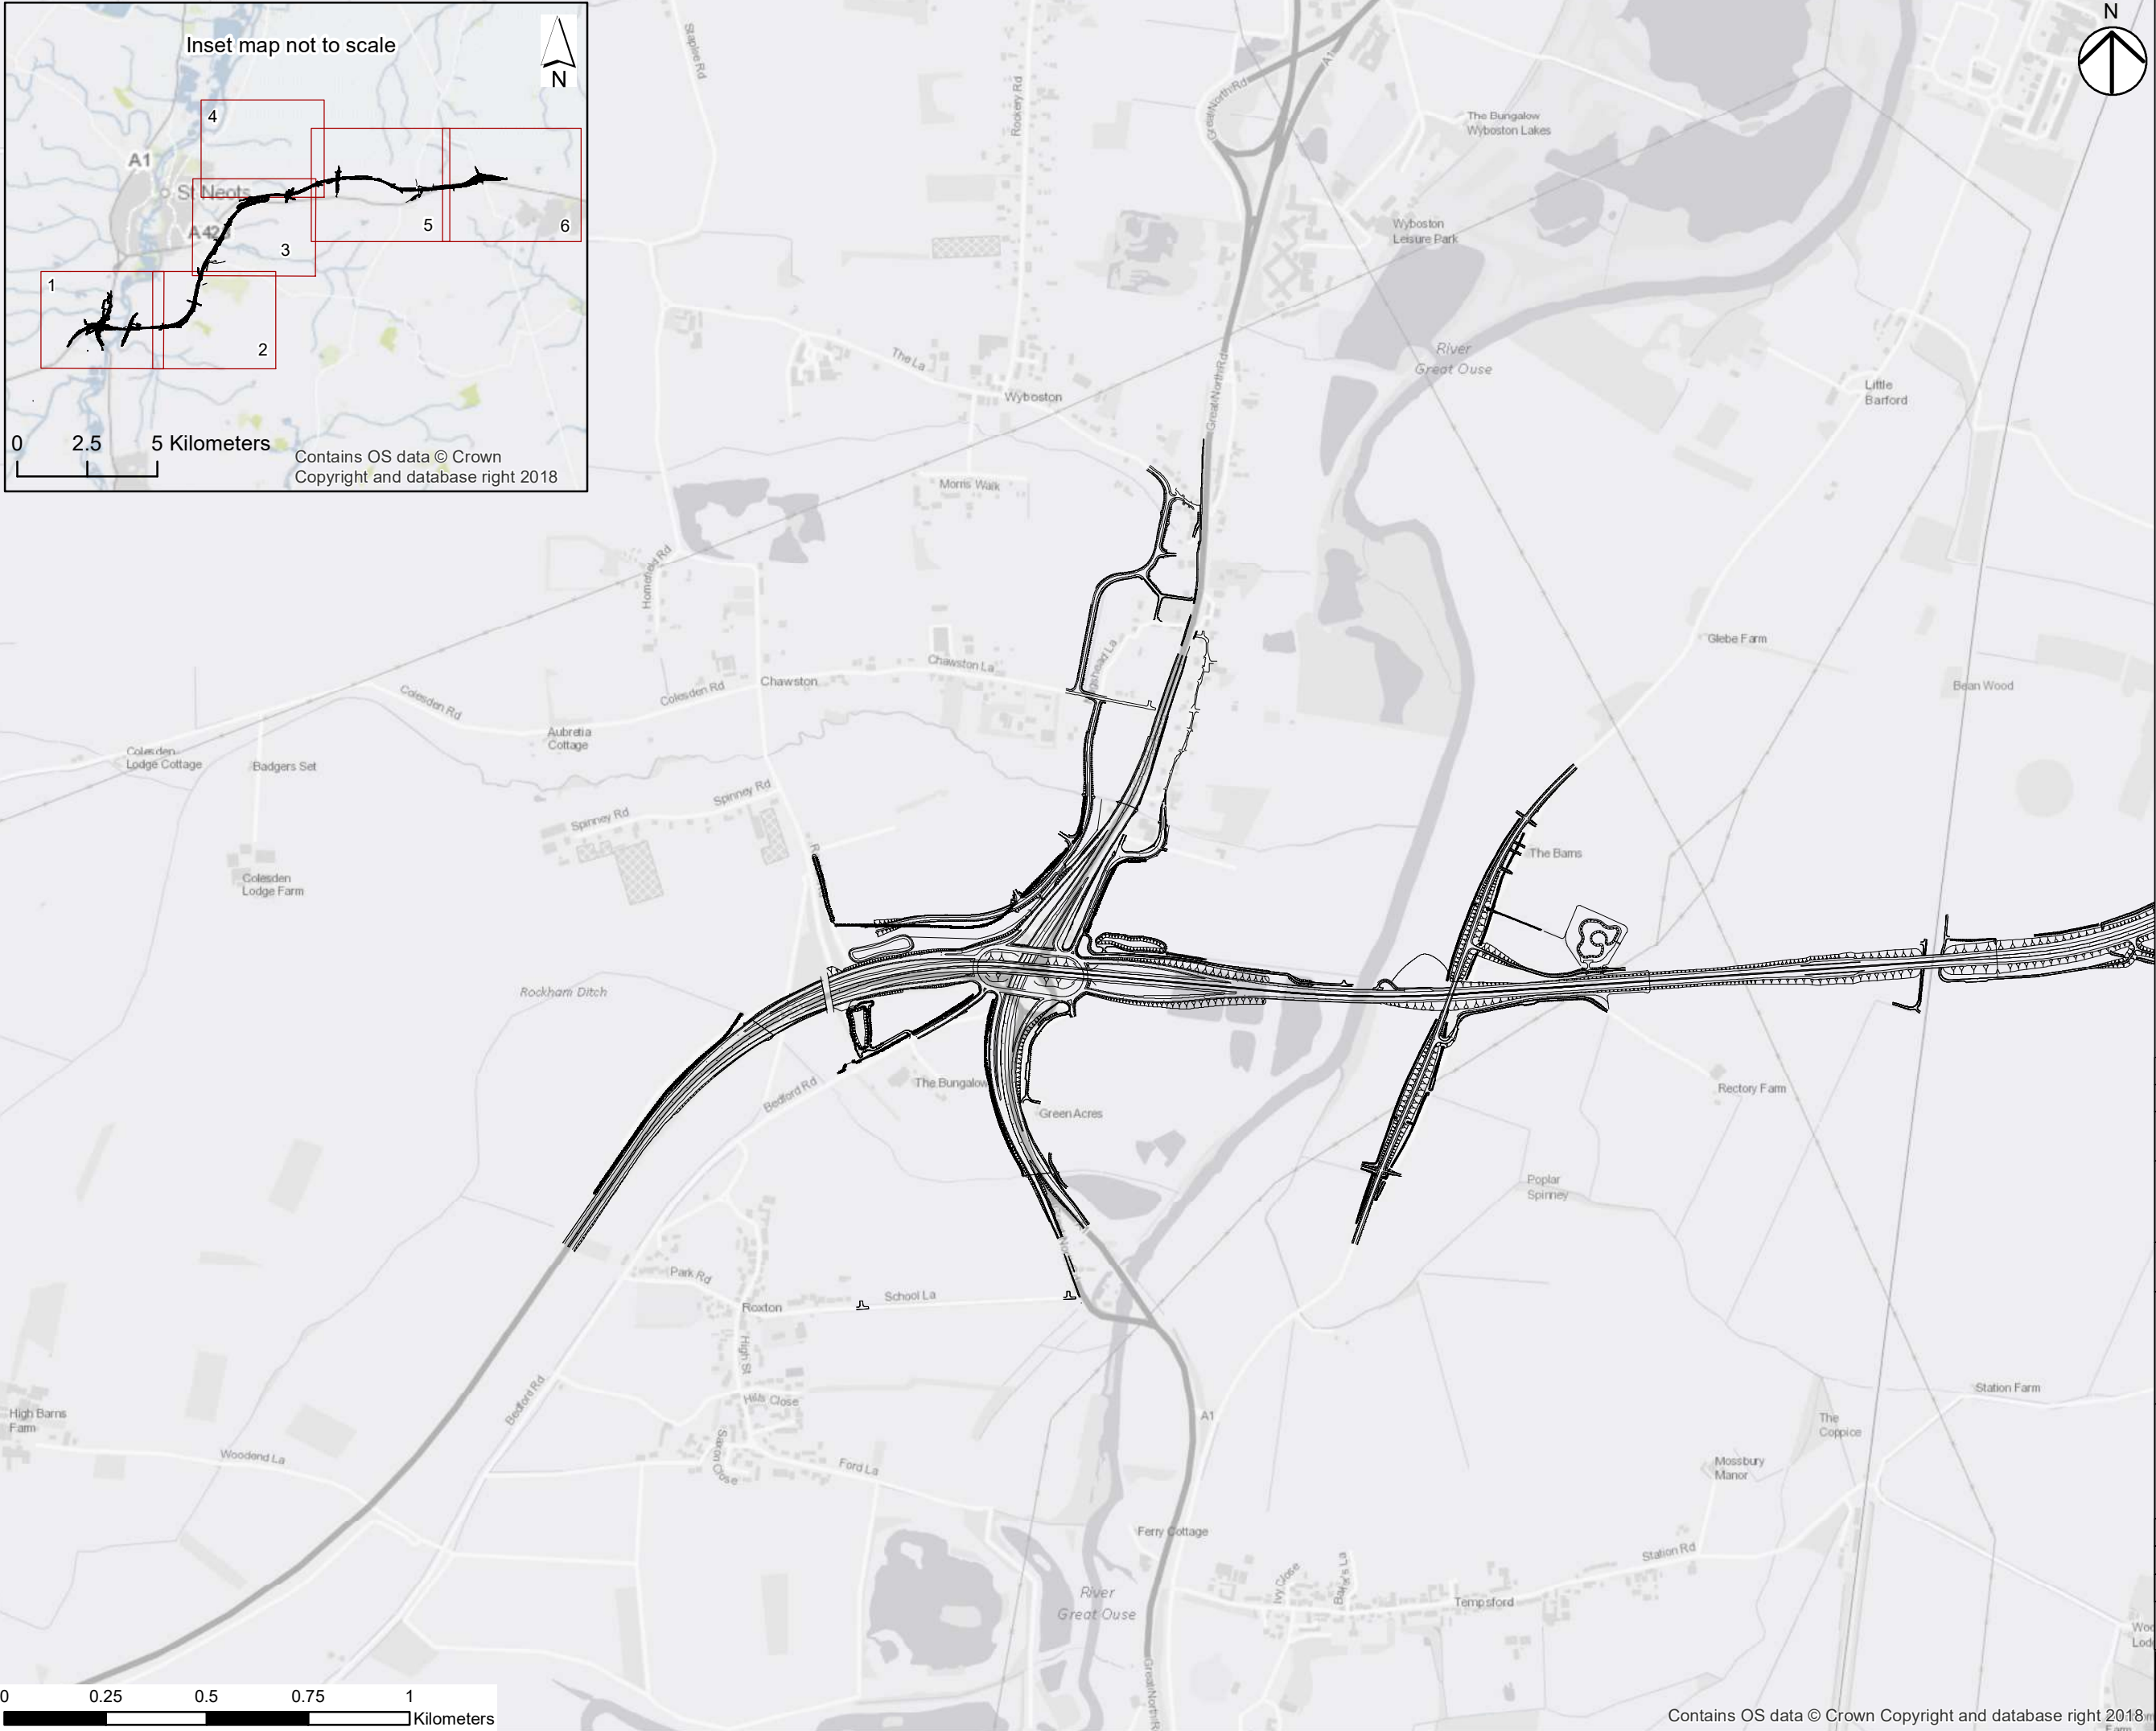 Inset map not to scale
N
4
A1
St Neots
5
6
3
1
2
0 2.5 5 Kilometers
Contains OS data © Crown
Copyright and database right 2018
N
Staploe Rd
Rockery Rd
Great North Rd
A1
The Bungalow
Wyboston Lakes
Wyboston
Leisure Park
River
Great Ouse
The La
Wyboston
Great North Rd
Little
Barford
Morris Walk
Homefield Rd
Glebe Farm
Chawston La
Chawston
Colesden Rd
Colesden Rd
Bean Wood
Aubretia
Cottage
Colesden
Lodge Cottage
Badgers Set
Spinney Rd
Spinney Rd
The Barns
Colesden
Lodge Farm
Rockham Ditch
The Bungalow
Bedford Rd
Green Acres
Rectory Farm
Poplar
Spinney
Park Rd
School La
Roxton
High St
Bedford Rd
Hills Close
Station Farm
High Barns
Farm
A1
The
Coppice
Woodend La
Saxon Close
Ford La
Mossbury
Manor
Ferry Cottage
Station Rd
Ivy Close
River
Great Ouse
Tempsford
0 0.25 0.5 0.75 1
Kilometers
Contains OS data © Crown Copyright and database right 2018